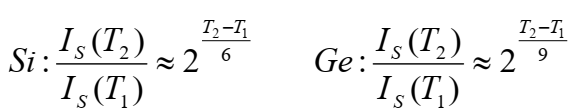 Si: I_S(T_2)/I_S(T_1) ≈ 2^((T_2−T_1)/6) Ge: I_S(T_2)/I_S(T_1) ≈ 2^((T_2−T_1)/9)